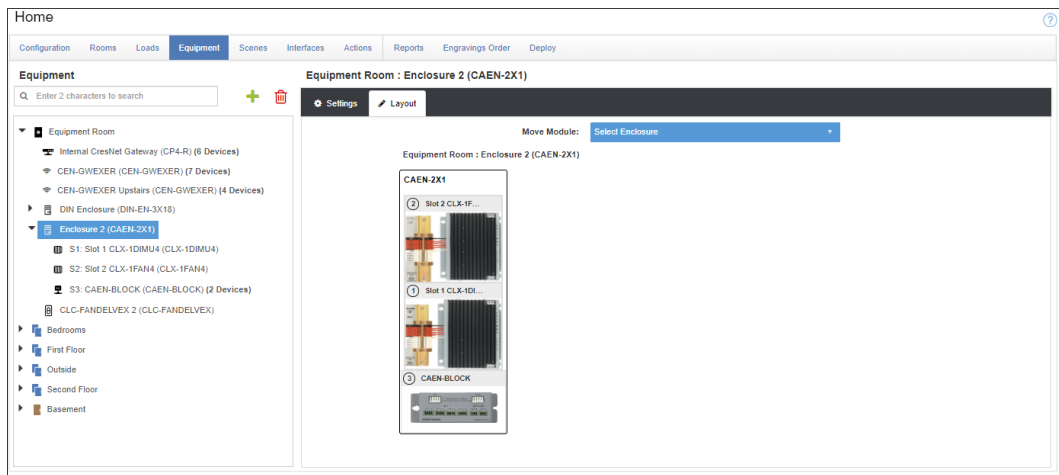 Home
Configuration Rooms Loads Equipment Scenes Interfaces Actions Reports Engravings Order Deploy
Equipment
Enter 2 characters to search
Equipment Room
Internal CresNet Gateway (CP4-R) (6 Devices)
CEN-GWEXER (CEN-GWEXER) (7 Devices)
CEN-GWEXER Upstairs (CEN-GWEXER) (4 Devices)
DIN Enclosure (DIN-EN-3X18)
Enclosure 2 (CAEN-2X1)
S1: Slot 1 CLX-1DIMU4 (CLX-1DIMU4)
S2: Slot 2 CLX-1FAN4 (CLX-1FAN4)
S3: CAEN-BLOCK (CAEN-BLOCK) (2 Devices)
CLC-FANDELVEX 2 (CLC-FANDELVEX)
Bedrooms
First Floor
Outside
Second Floor
Basement
Equipment Room : Enclosure 2 (CAEN-2X1)
Settings Layout
Move Module: Select Enclosure
Equipment Room : Enclosure 2 (CAEN-2X1)
CAEN-2X1
2 Slot 2 CLX-1F...
1 Slot 1 CLX-1DI...
3 CAEN-BLOCK